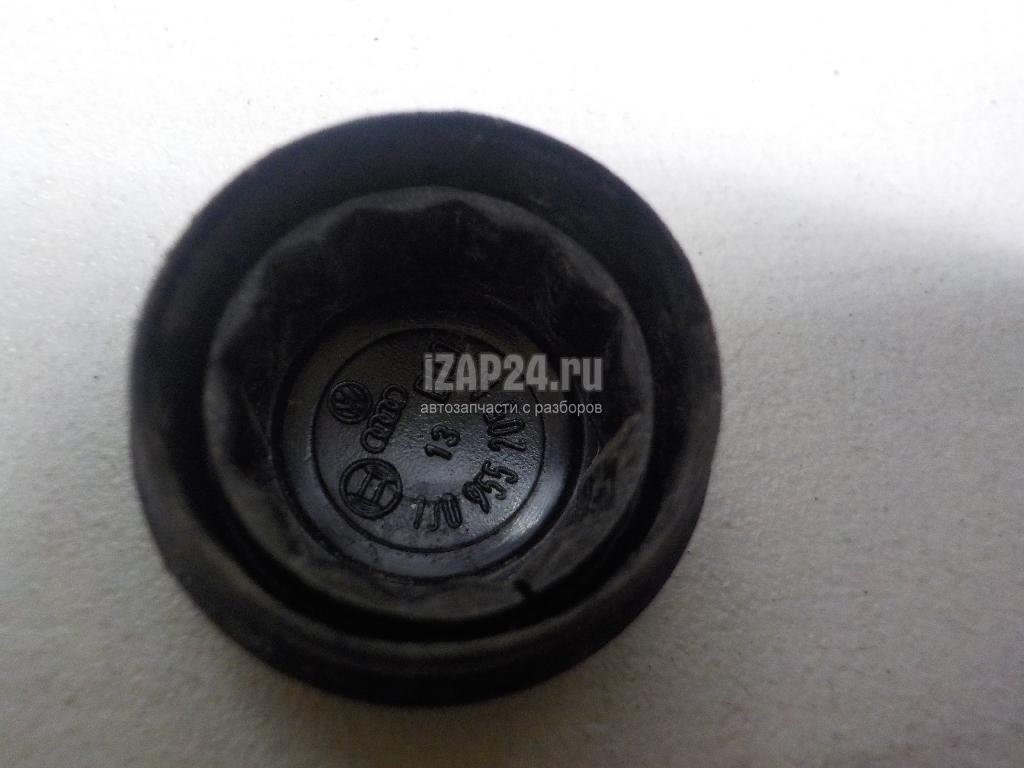 iZAP24.ru
автозапчасти с разборов
13
1J0 955 205